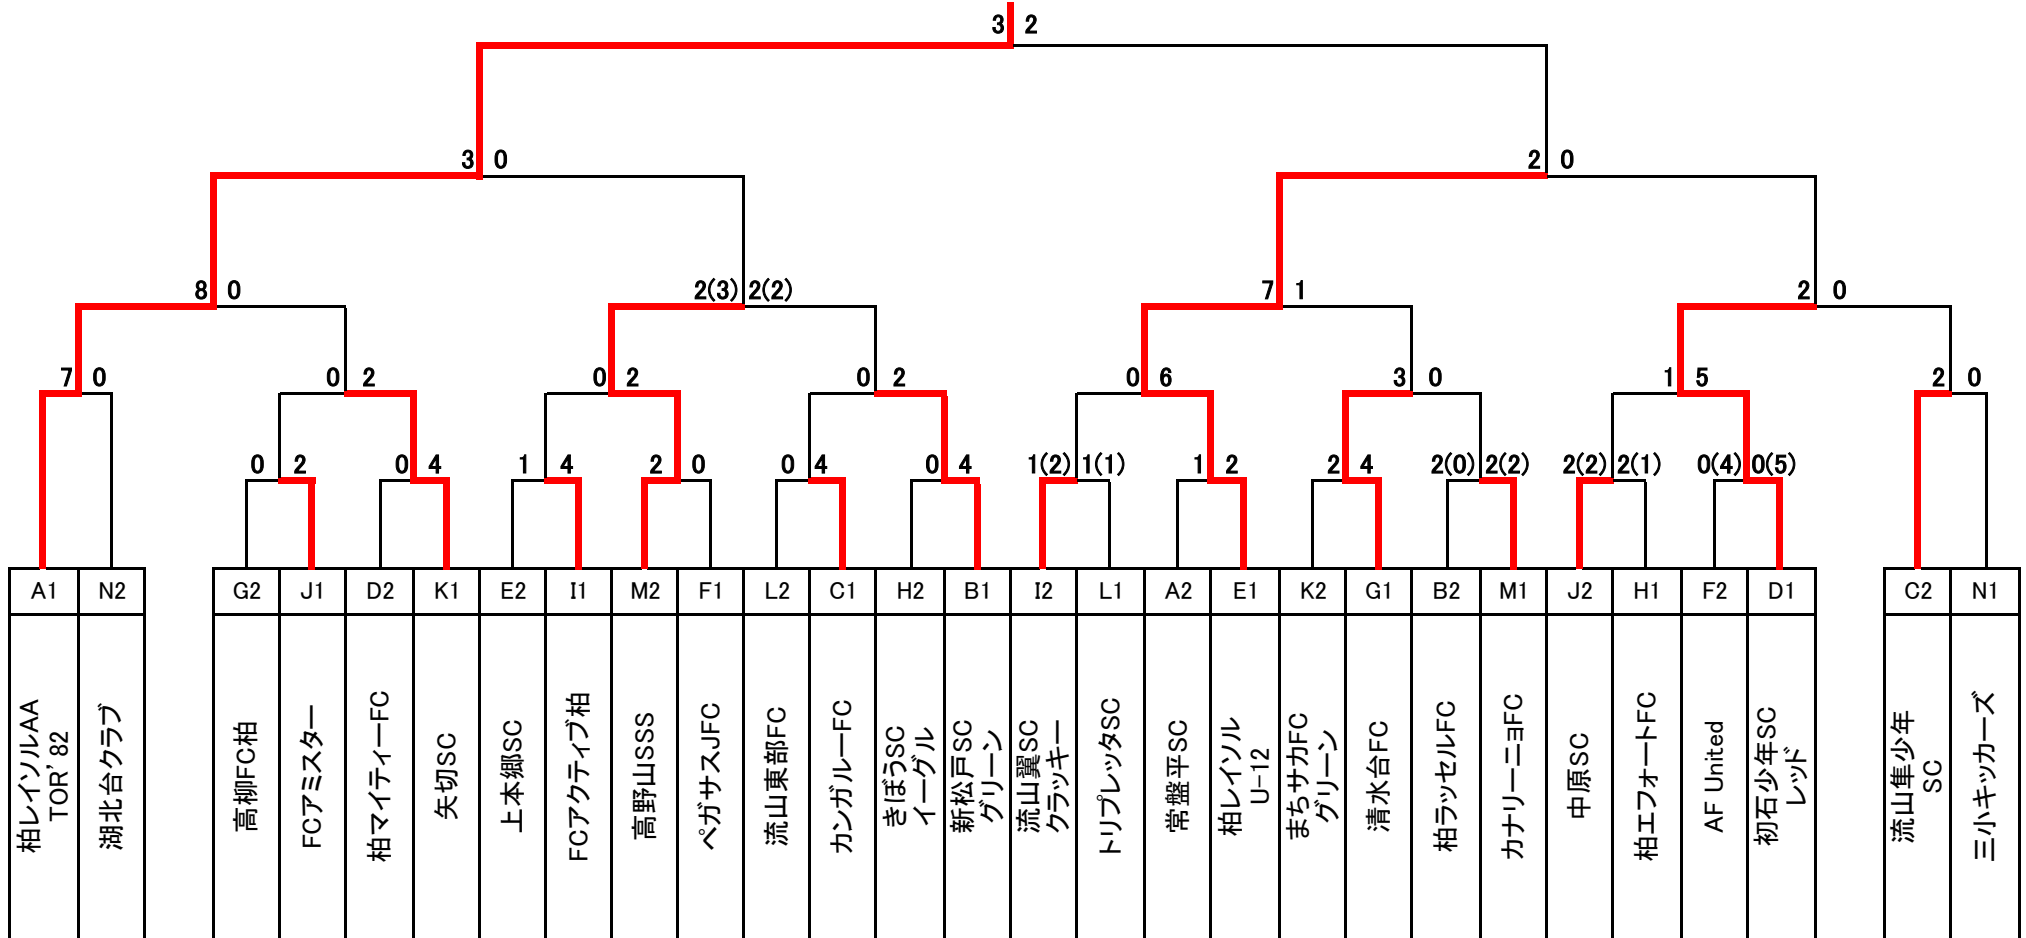 3 2
3 0
2 0
8 0
2(3) 2(2)
7 1
2 0
7 0
0 2
0 2
0 2
0 6
3 0
1 5
2 0
0 2
0 4
1 4
2 0
0 4
0 4
1(2) 1(1)
1 2
2 4
2(0) 2(2)
2(2) 2(1)
0(4) 0(5)
A1
N2
G2
J1
D2
K1
E2
I1
M2
F1
L2
C1
H2
B1
I2
L1
A2
E1
K2
G1
B2
M1
J2
H1
F2
D1
C2
N1
柏レイソルAA
TOR’82
湖北台クラブ
高柳FC柏
FCアミスター
柏マイティーFC
矢切SC
上本郷SC
FCアクティブ柏
高野山SSS
ペガサスJFC
流山東部FC
カンガルーFC
きぼうSC
イーグル
新松戸SC
グリーン
流山翼SC
クラッキー
トリプレッタSC
常盤平SC
柏レイソル
U-12
まちサカFC
グリーン
清水台FC
柏ラッセルFC
カナリーニョFC
中原SC
柏エフォートFC
AF United
初石少年SC
レッド
流山隼少年
SC
三小キッカーズ